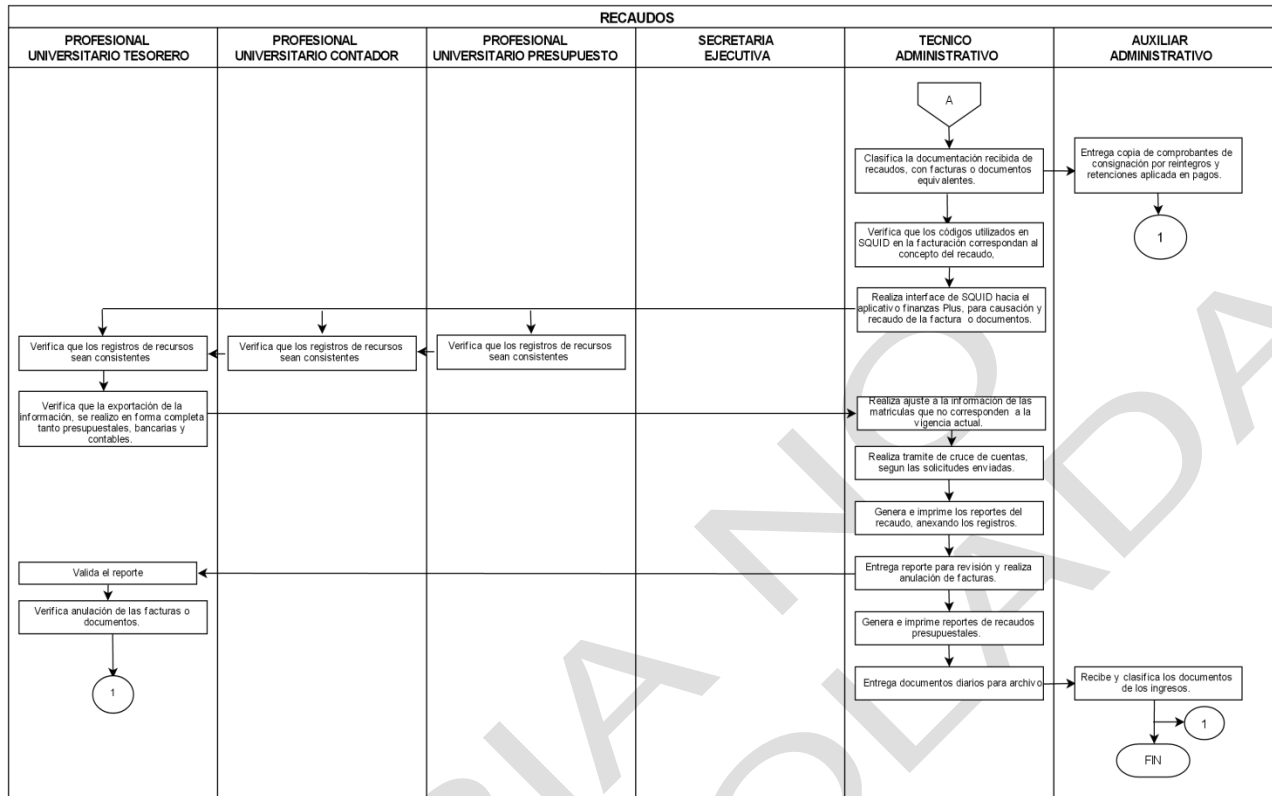 RECAUDOS
PROFESIONAL
UNIVERSITARIO TESORERO
PROFESIONAL
UNIVERSITARIO CONTADOR
PROFESIONAL
UNIVERSITARIO PRESUPUESTO
SECRETARIA
EJECUTIVA
TECNICO
ADMINISTRATIVO
AUXILIAR
ADMINISTRATIVO
A
Clasifica la documentación recibida de
recaudos, con facturas o documentos
equivalentes.
Entrega copia de comprobantes de
consignación por reintegros y
retenciones aplicada en pagos.
1
Verifica que los códigos utilizados en
SQUID en la facturación correspondan al
concepto del recaudo,
Realiza interface de SQUID hacia el
aplicativo finanzas Plus, para causación y
recaudo de la factura o documentos.
Verifica que los registros de recursos
sean consistentes
Verifica que los registros de recursos
sean consistentes
Verifica que los registros de recursos
sean consistentes
Verifica que la exportación de la
información, se realizo en forma completa
tanto presupuestales, bancarias y
contables.
Realiza ajuste a la información de las
matriculas que no corresponden a la
vigencia actual.
Realiza tramite de cruce de cuentas,
segun las solicitudes enviadas.
Genera e imprime los reportes del
recaudo, anexando los registros.
Valida el reporte
Entrega reporte para revisión y realiza
anulación de facturas.
Verifica anulación de las facturas o
documentos.
Genera e imprime reportes de recaudos
presupuestales.
1
Entrega documentos diarios para archivo
Recibe y clasifica los documentos
de los ingresos.
1
FIN
RIA NO
OLADA